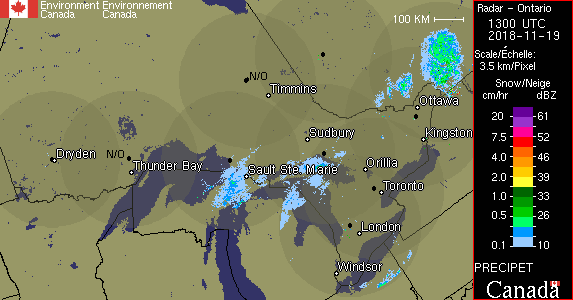 Environment Environnement
Canada Canada
Radar - Ontario
1300 UTC
2018-11-19
100 KM
Scale/Échelle:
3.5 km/Pixel
Snow/Neige
cm/hr dBZ
20 61
7.5 52
4.0 46
2.0 39
1.0 33
0.5 26
0.1 10
N/O
Timmins
Ottawa
Sudbury
Kingston
Dryden
N/O
Thunder Bay
Sault Ste. Marie
Orillia
Toronto
London
Windsor
PRECIPET
Canada